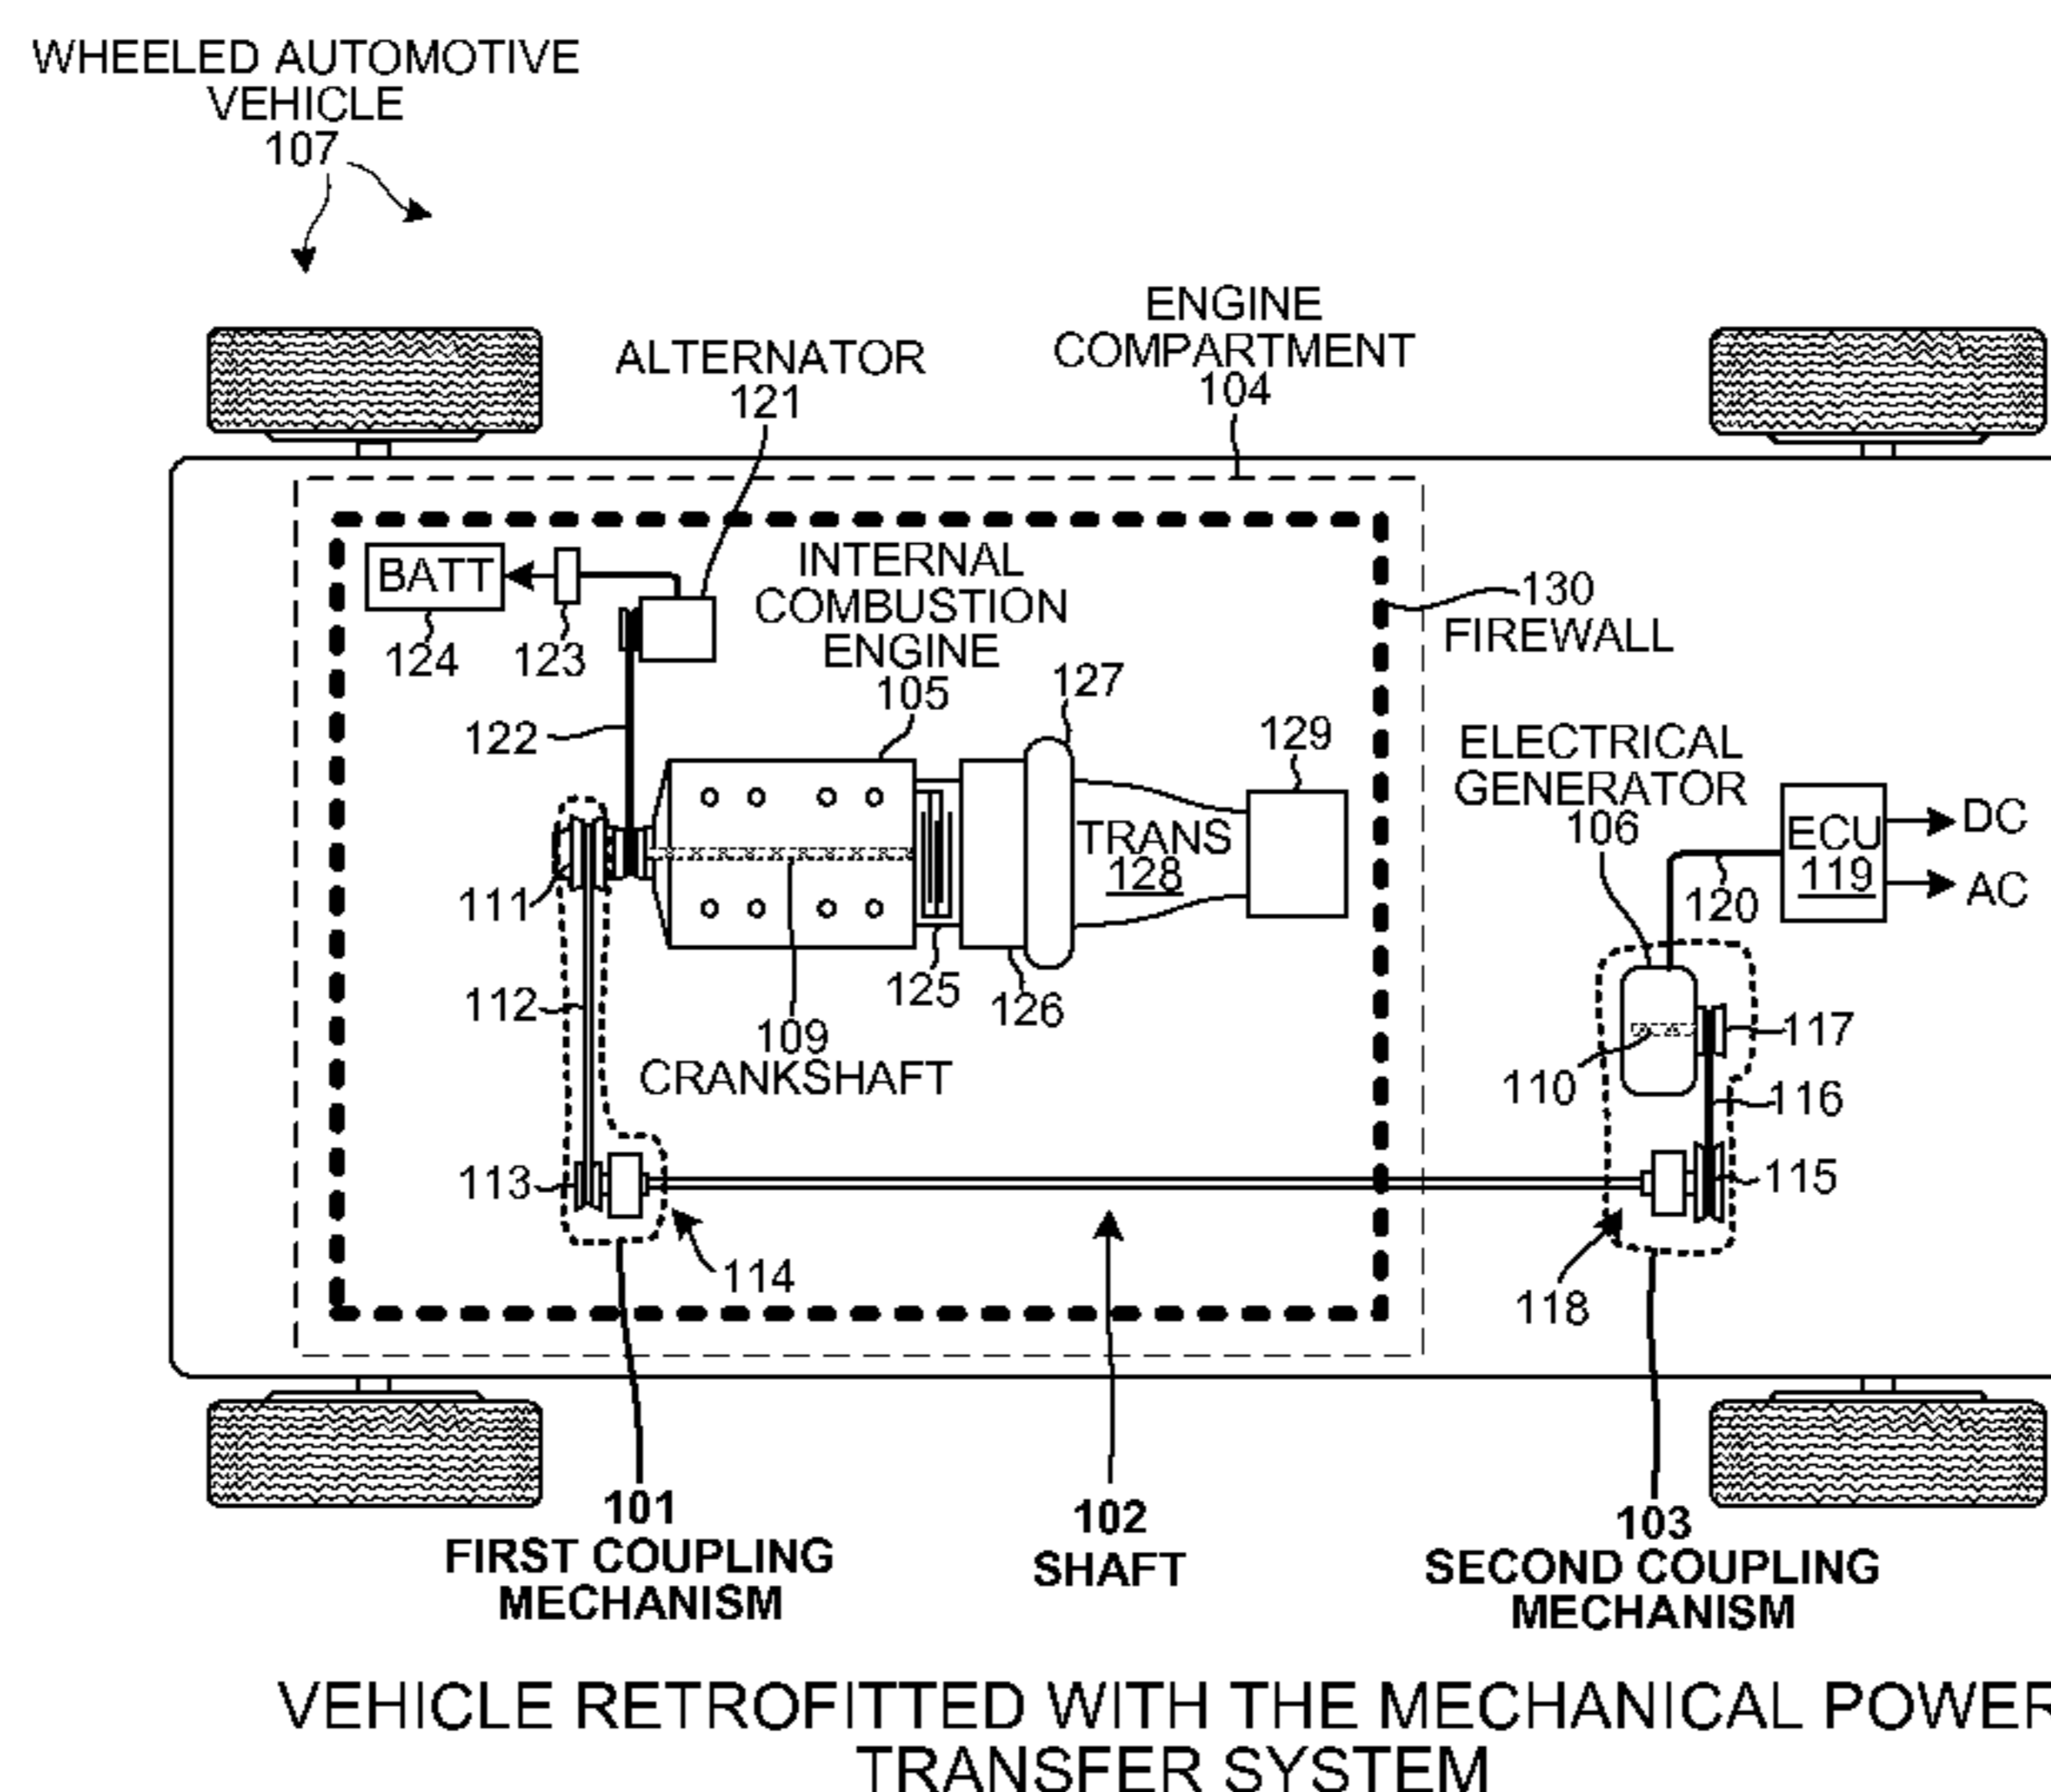 WHEELED AUTOMOTIVE
VEHICLE
107
ENGINE
COMPARTMENT
104
ALTERNATOR
121
BATT
124
123
INTERNAL
COMBUSTION
ENGINE
105
130
FIREWALL
127
129
122
ELECTRICAL
GENERATOR
106
TRANS
128
ECU
119
DC
AC
120
111
125
126
112
109
CRANKSHAFT
117
110
116
113
115
114
118
101
FIRST COUPLING
MECHANISM
102
SHAFT
103
SECOND COUPLING
MECHANISM
VEHICLE RETROFITTED WITH THE MECHANICAL POWER
TRANSFER SYSTEM